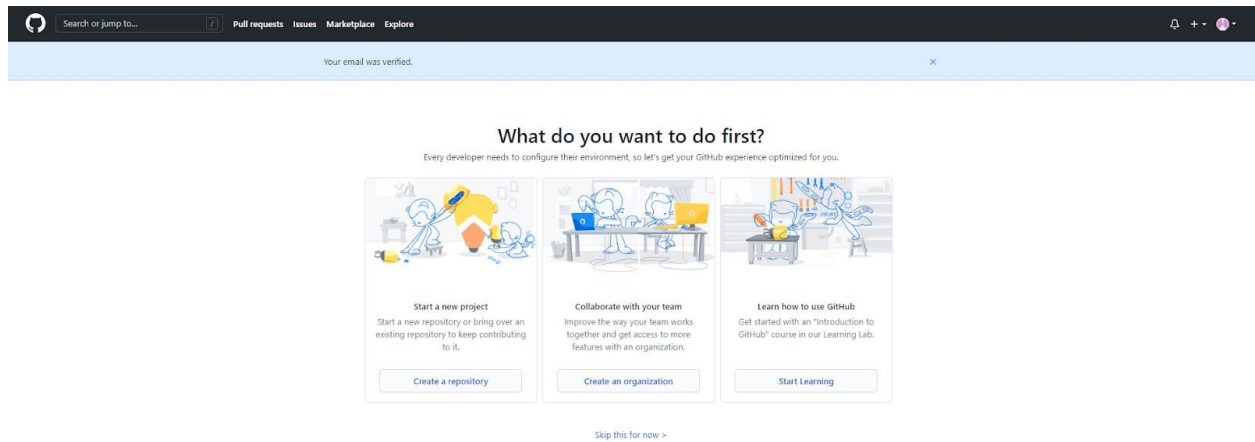 Search or jump to... /
Pull requests Issues Marketplace Explore
Your email was verified.
What do you want to do first?
Every developer needs to configure their environment, so let's get your GitHub experience optimized for you.
Start a new project
Start a new repository or bring over an
existing repository to keep contributing
to it.
Create a repository
Collaborate with your team
Improve the way your team works
together and get access to more
features with an organization.
Create an organization
Learn how to use GitHub
Get started with an "Introduction to
GitHub" course in our Learning Lab.
Start Learning
Skip this for now >